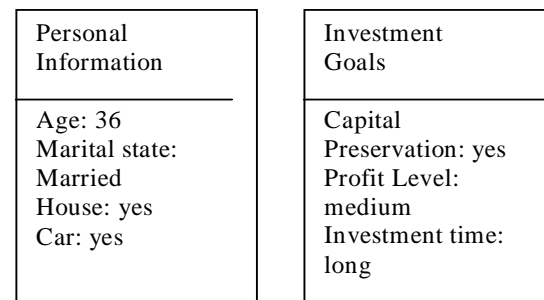 Personal
Information
Age: 36
Marital state:
Married
House: yes
Car: yes
Investment
Goals
Capital
Preservation: yes
Profit Level:
medium
Investment time:
long